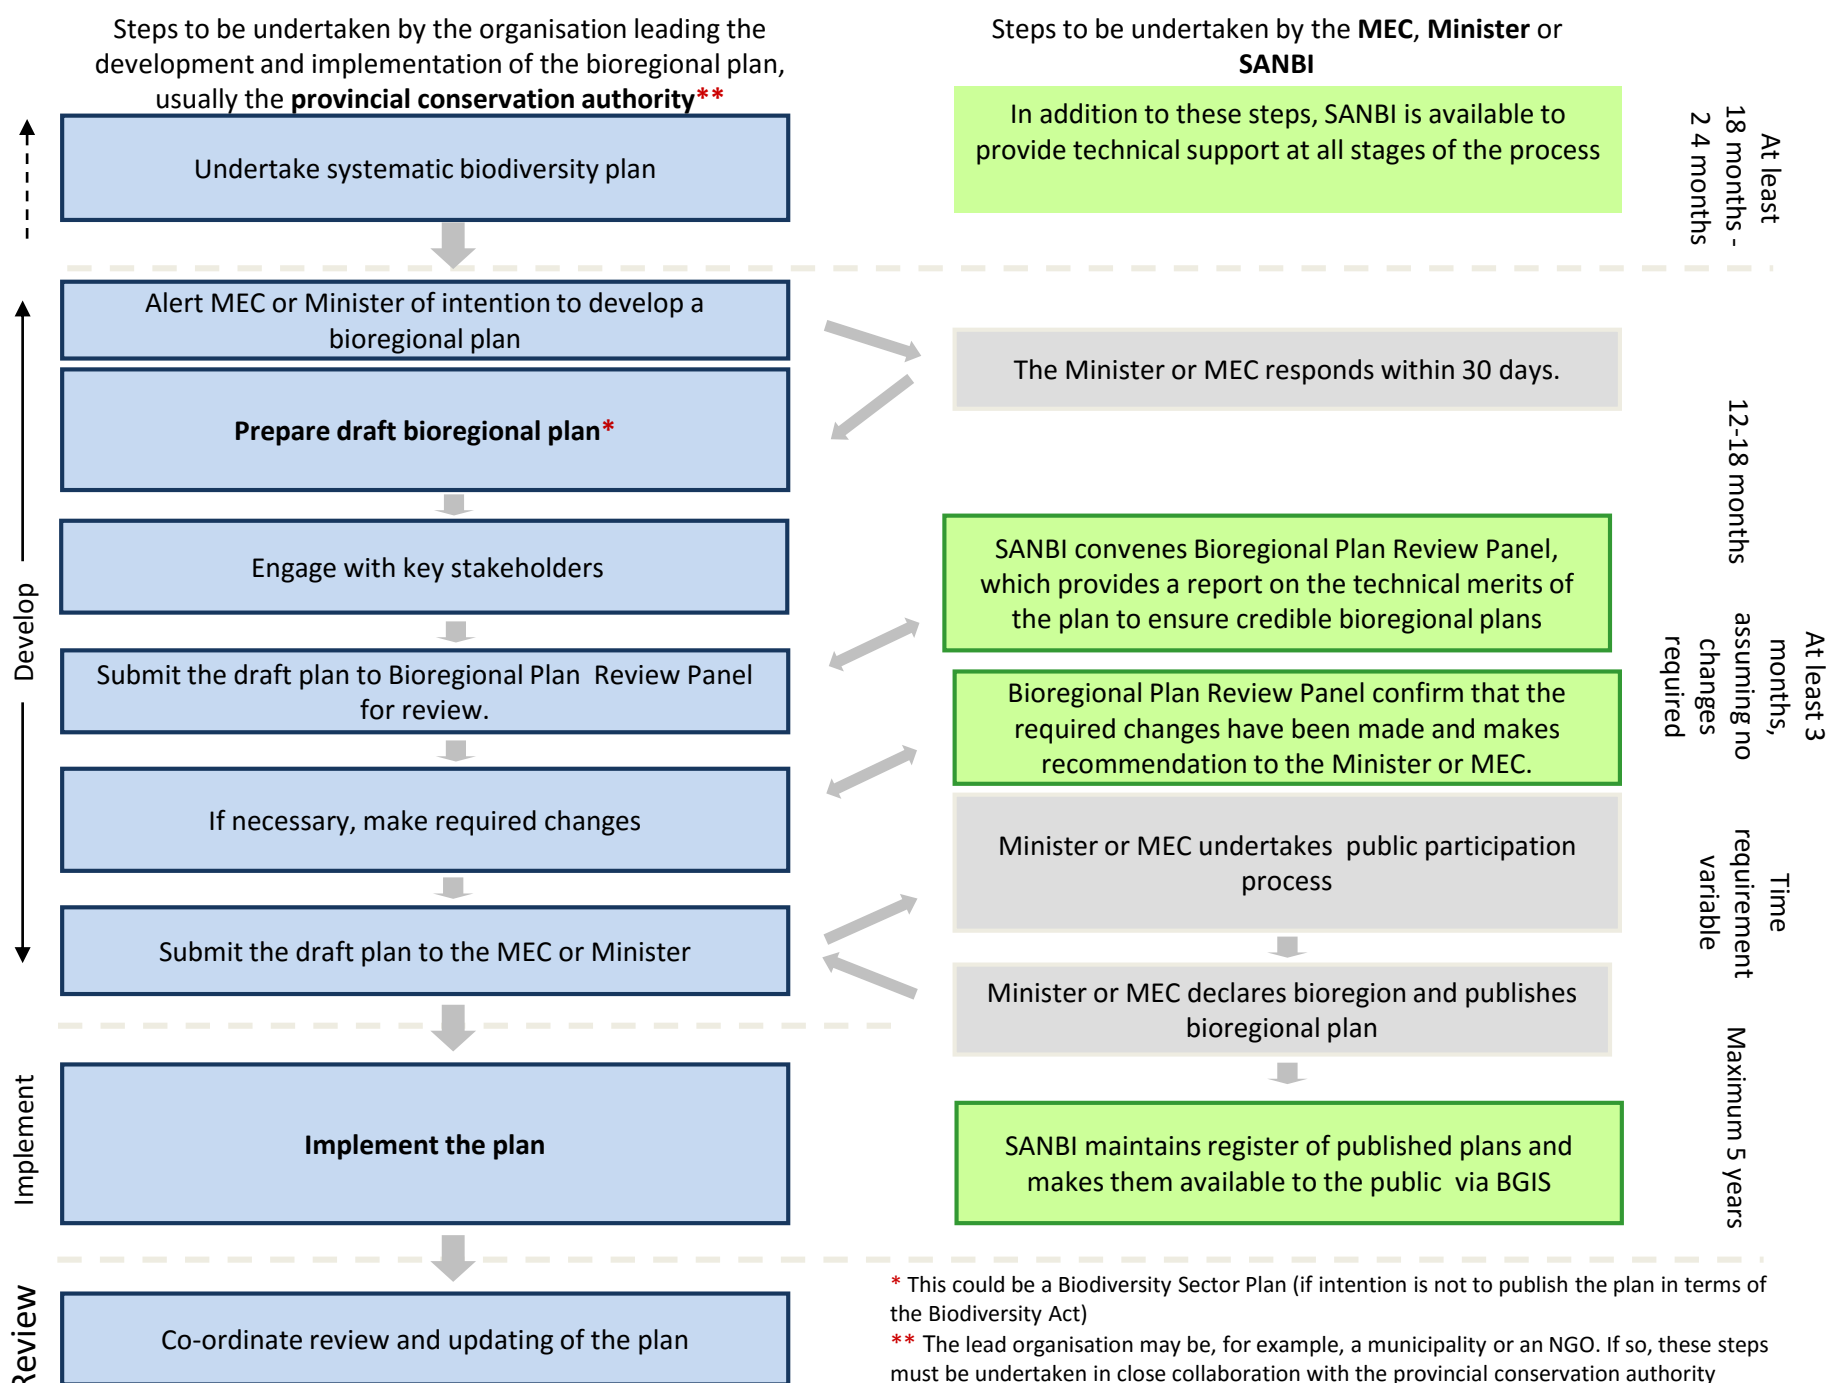 Steps to be undertaken by the organisation leading the
development and implementation of the bioregional plan,
usually the provincial conservation authority**
Steps to be undertaken by the MEC, Minister or
SANBI
Undertake systematic biodiversity plan
In addition to these steps, SANBI is available to
provide technical support at all stages of the process
At least
18 months -
2 4 months
Alert MEC or Minister of intention to develop a
bioregional plan
The Minister or MEC responds within 30 days.
Prepare draft bioregional plan*
12-18 months
Develop
Engage with key stakeholders
SANBI convenes Bioregional Plan Review Panel,
which provides a report on the technical merits of
the plan to ensure credible bioregional plans
Submit the draft plan to Bioregional Plan  Review Panel
for review.
Bioregional Plan Review Panel confirm that the
required changes have been made and makes
recommendation to the Minister or MEC.
At least 3
months,
assuming no
changes
required
If necessary, make required changes
Minister or MEC undertakes  public participation
process
Time
requirement
variable
Submit the draft plan to the MEC or Minister
Minister or MEC declares bioregion and publishes
bioregional plan
Implement
Implement the plan
SANBI maintains register of published plans and
makes them available to the public  via BGIS
Maximum 5 years
Review
Co-ordinate review and updating of the plan
* This could be a Biodiversity Sector Plan (if intention is not to publish the plan in terms of
the Biodiversity Act)
** The lead organisation may be, for example, a municipality or an NGO. If so, these steps
must be undertaken in close collaboration with the provincial conservation authority